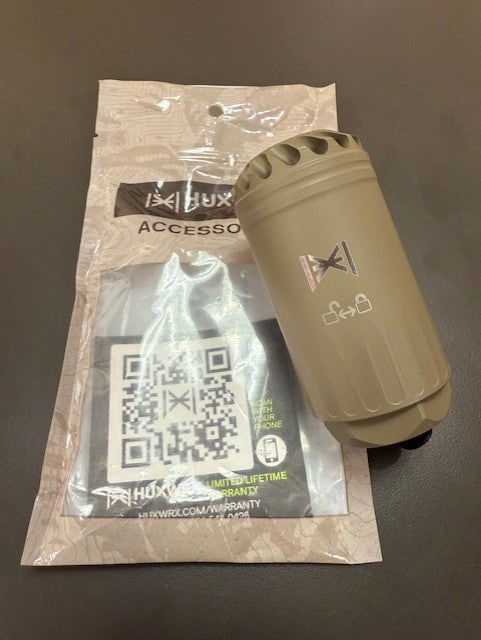 HUX
ACCESSO
SCAN
WITH
YOUR
PHONE
HUXWRX
LIMITED LIFETIME
WARRANTY
HUXWRX.COM/WARRANTY